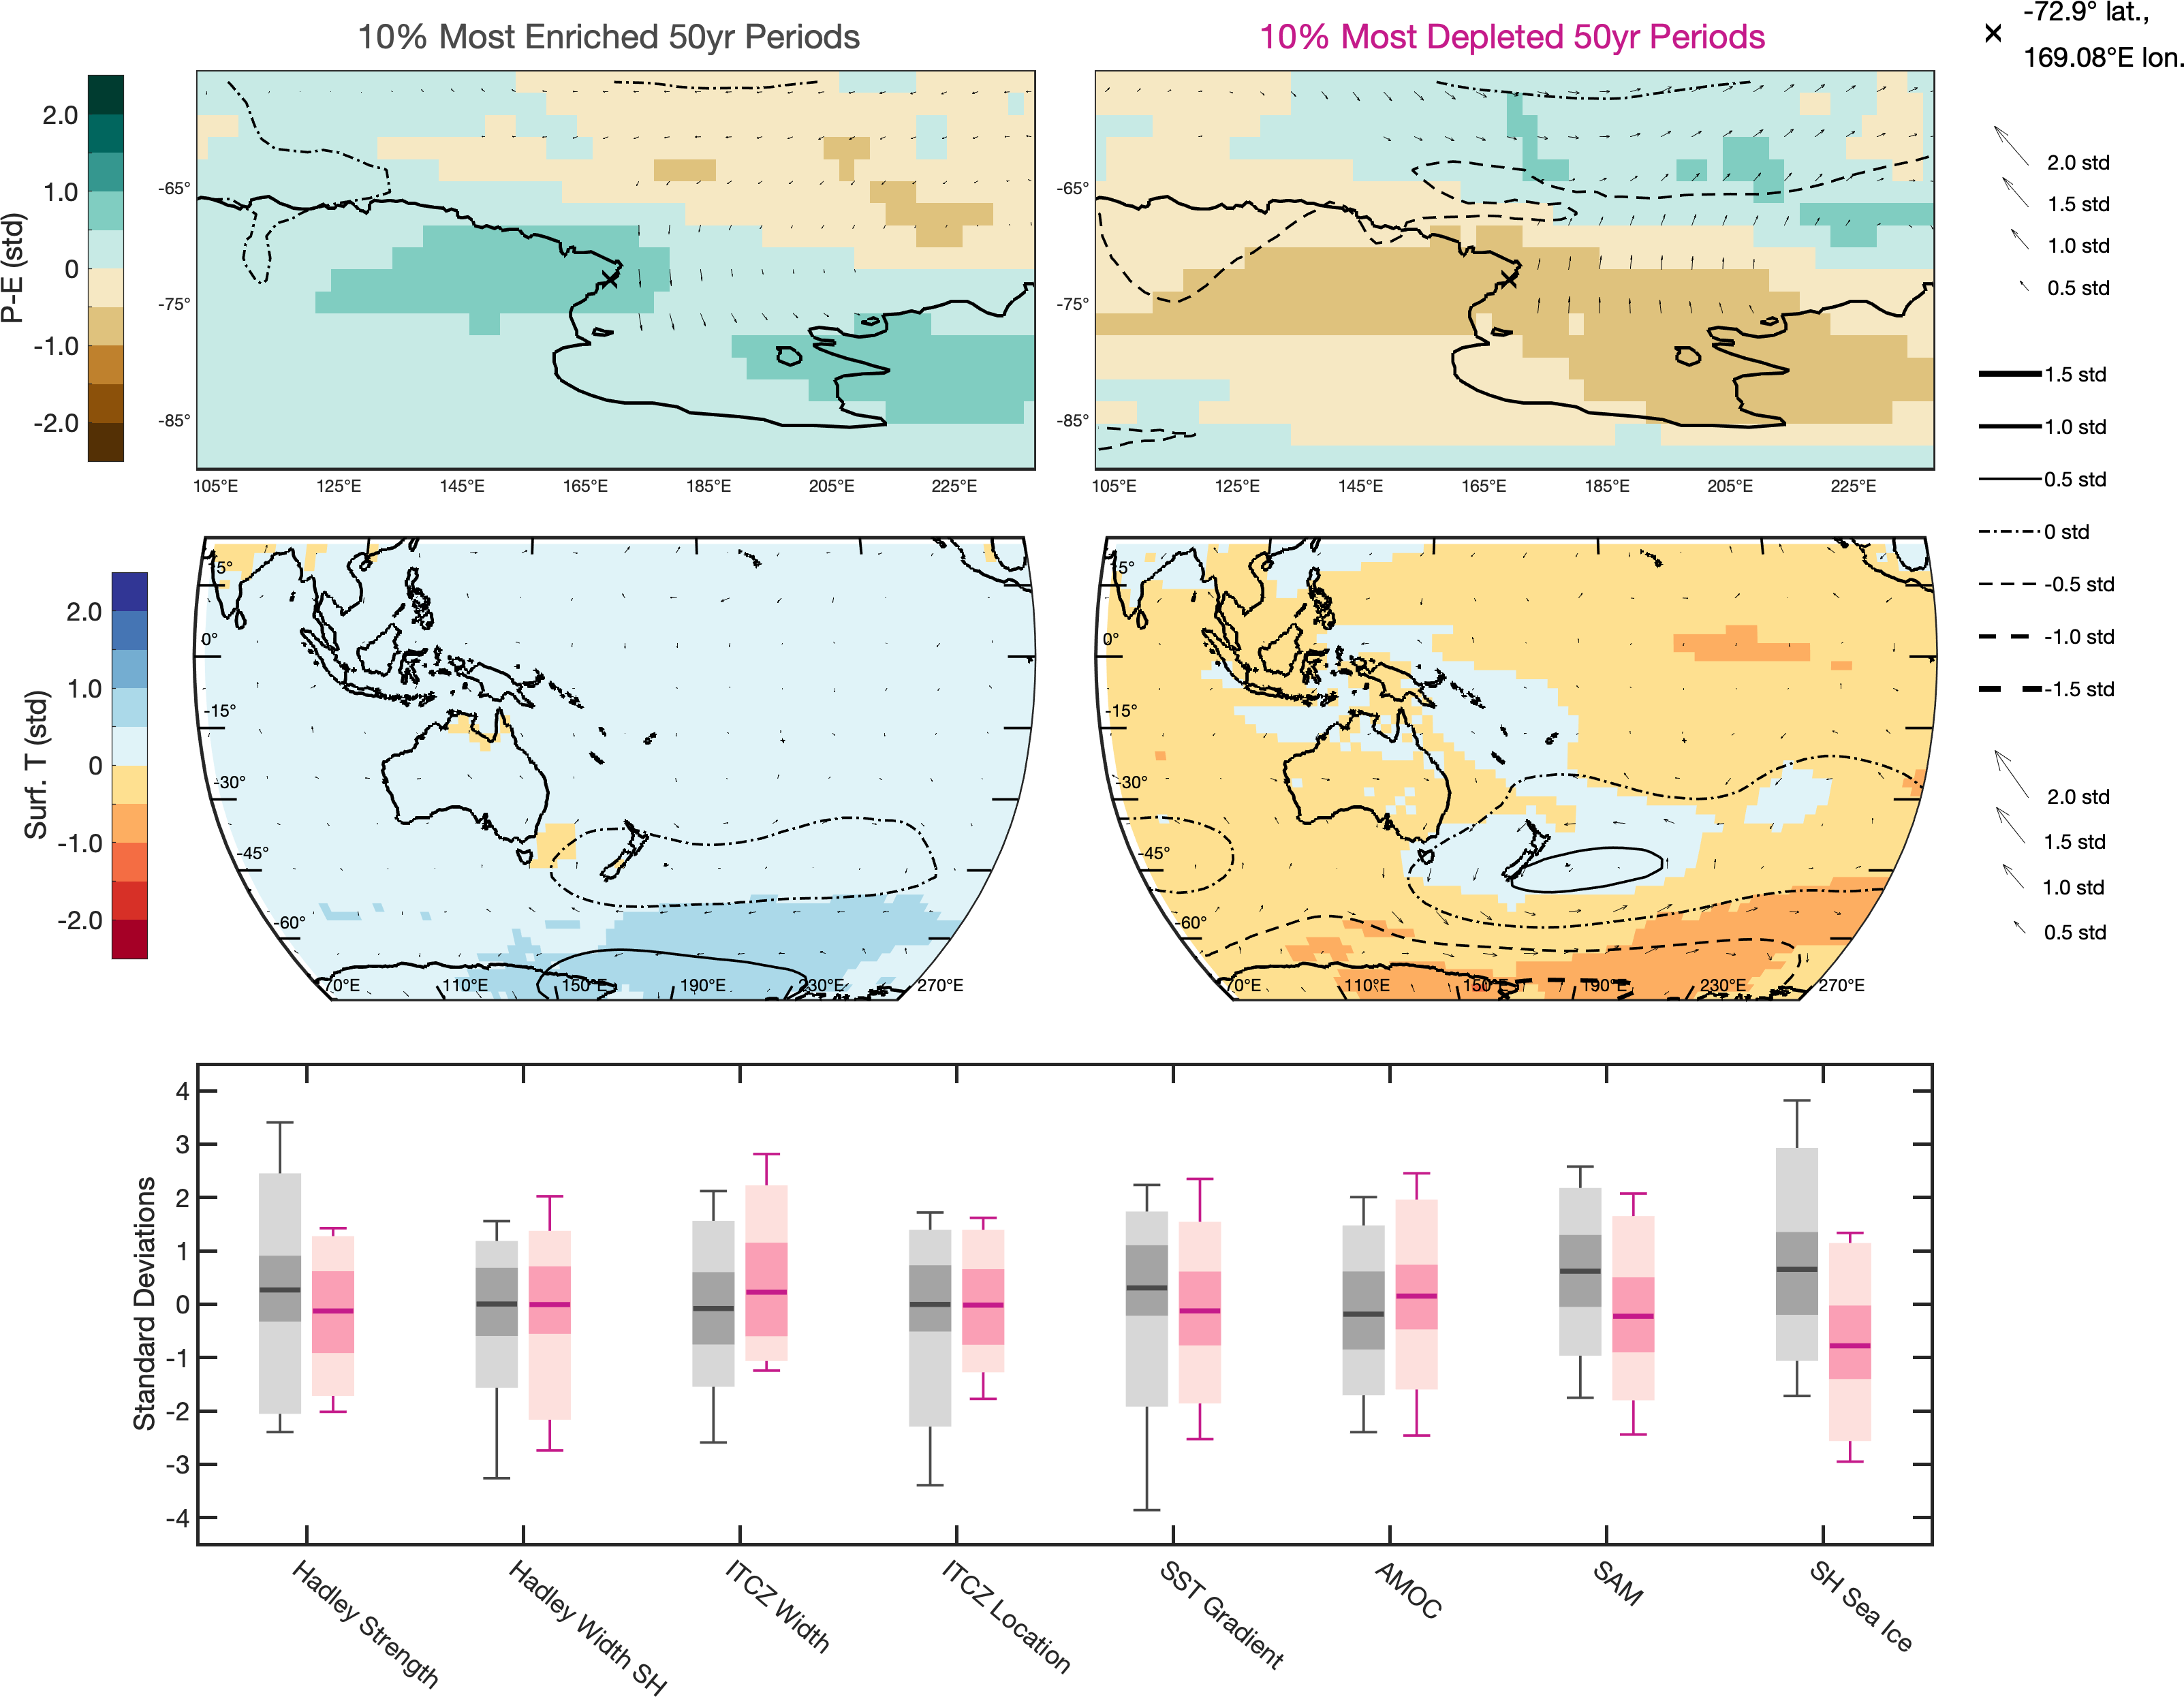 10% Most Enriched 50yr Periods
10% Most Depleted 50yr Periods
-72.9° lat.,
169.08°E lon.
P-E (std)
2.0
1.0
0
-1.0
-2.0
-65°
-75°
-85°
105°E
125°E
145°E
165°E
185°E
205°E
225°E
-65°
-75°
-85°
105°E
125°E
145°E
165°E
185°E
205°E
225°E
2.0 std
1.5 std
1.0 std
0.5 std
1.5 std
1.0 std
0.5 std
0 std
-0.5 std
-1.0 std
-1.5 std
Surf. T (std)
2.0
1.0
0
-1.0
-2.0
0°
-15°
-30°
-45°
-60°
70°E
110°E
150°E
190°E
230°E
270°E
0°
-15°
-30°
-45°
-60°
70°E
110°E
150°E
190°E
230°E
270°E
2.0 std
1.5 std
1.0 std
0.5 std
Standard Deviations
4
3
2
1
0
-1
-2
-3
-4
Hadley Strength
Hadley Width SH
ITCZ Width
ITCZ Location
SST Gradient
AMOC
SAM
SH Sea Ice